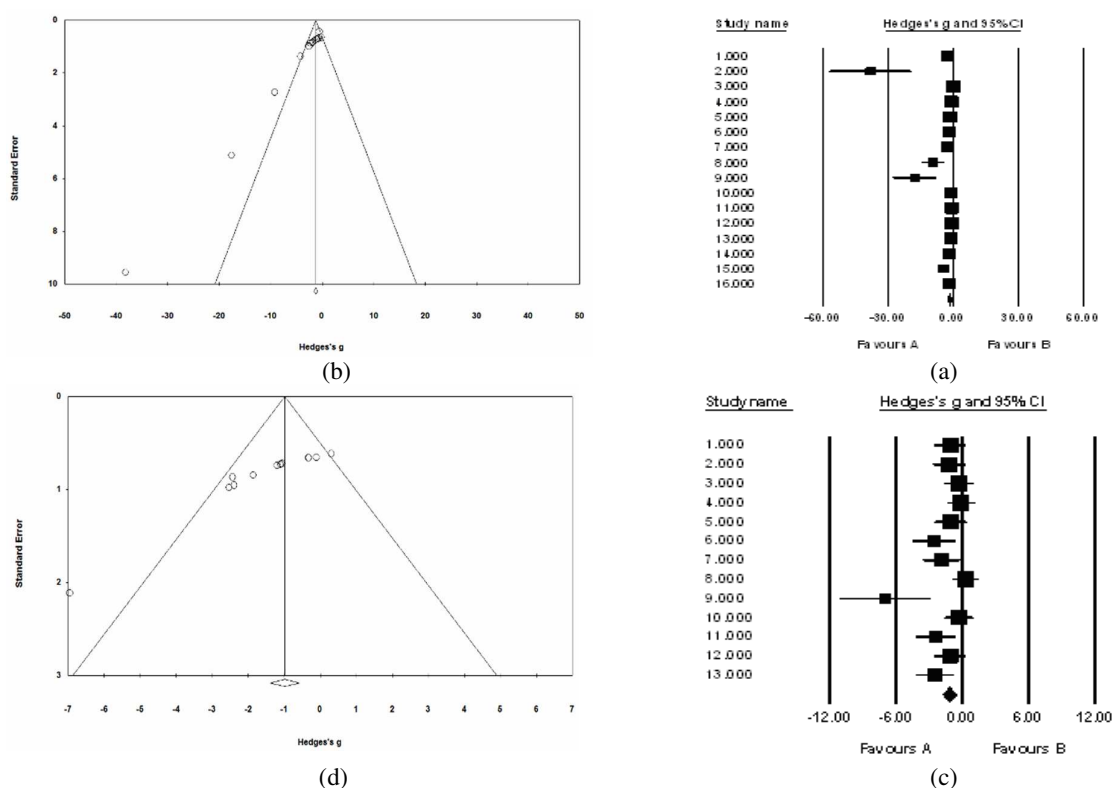 0
2
4
6
8
10
Standard Error
-50 -40 -30 -20 -10 0 10 20 30 40 50
Hedges's g
(b)
Study name Hedges's g and 95% CI
1.000
2.000
3.000
4.000
5.000
6.000
7.000
8.000
9.000
10.000
11.000
12.000
13.000
14.000
15.000
16.000
-60.00 -30.00 0.00 30.00 60.00
Favours A Favours B
(a)
0
1
2
3
Standard Error
-7 -6 -5 -4 -3 -2 -1 0 1 2 3 4 5 6 7
Hedges's g
(d)
Study name Hedges's g and 95% CI
1.000
2.000
3.000
4.000
5.000
6.000
7.000
8.000
9.000
10.000
11.000
12.000
13.000
-12.00 -6.00 0.00 6.00 12.00
Favours A Favours B
(c)